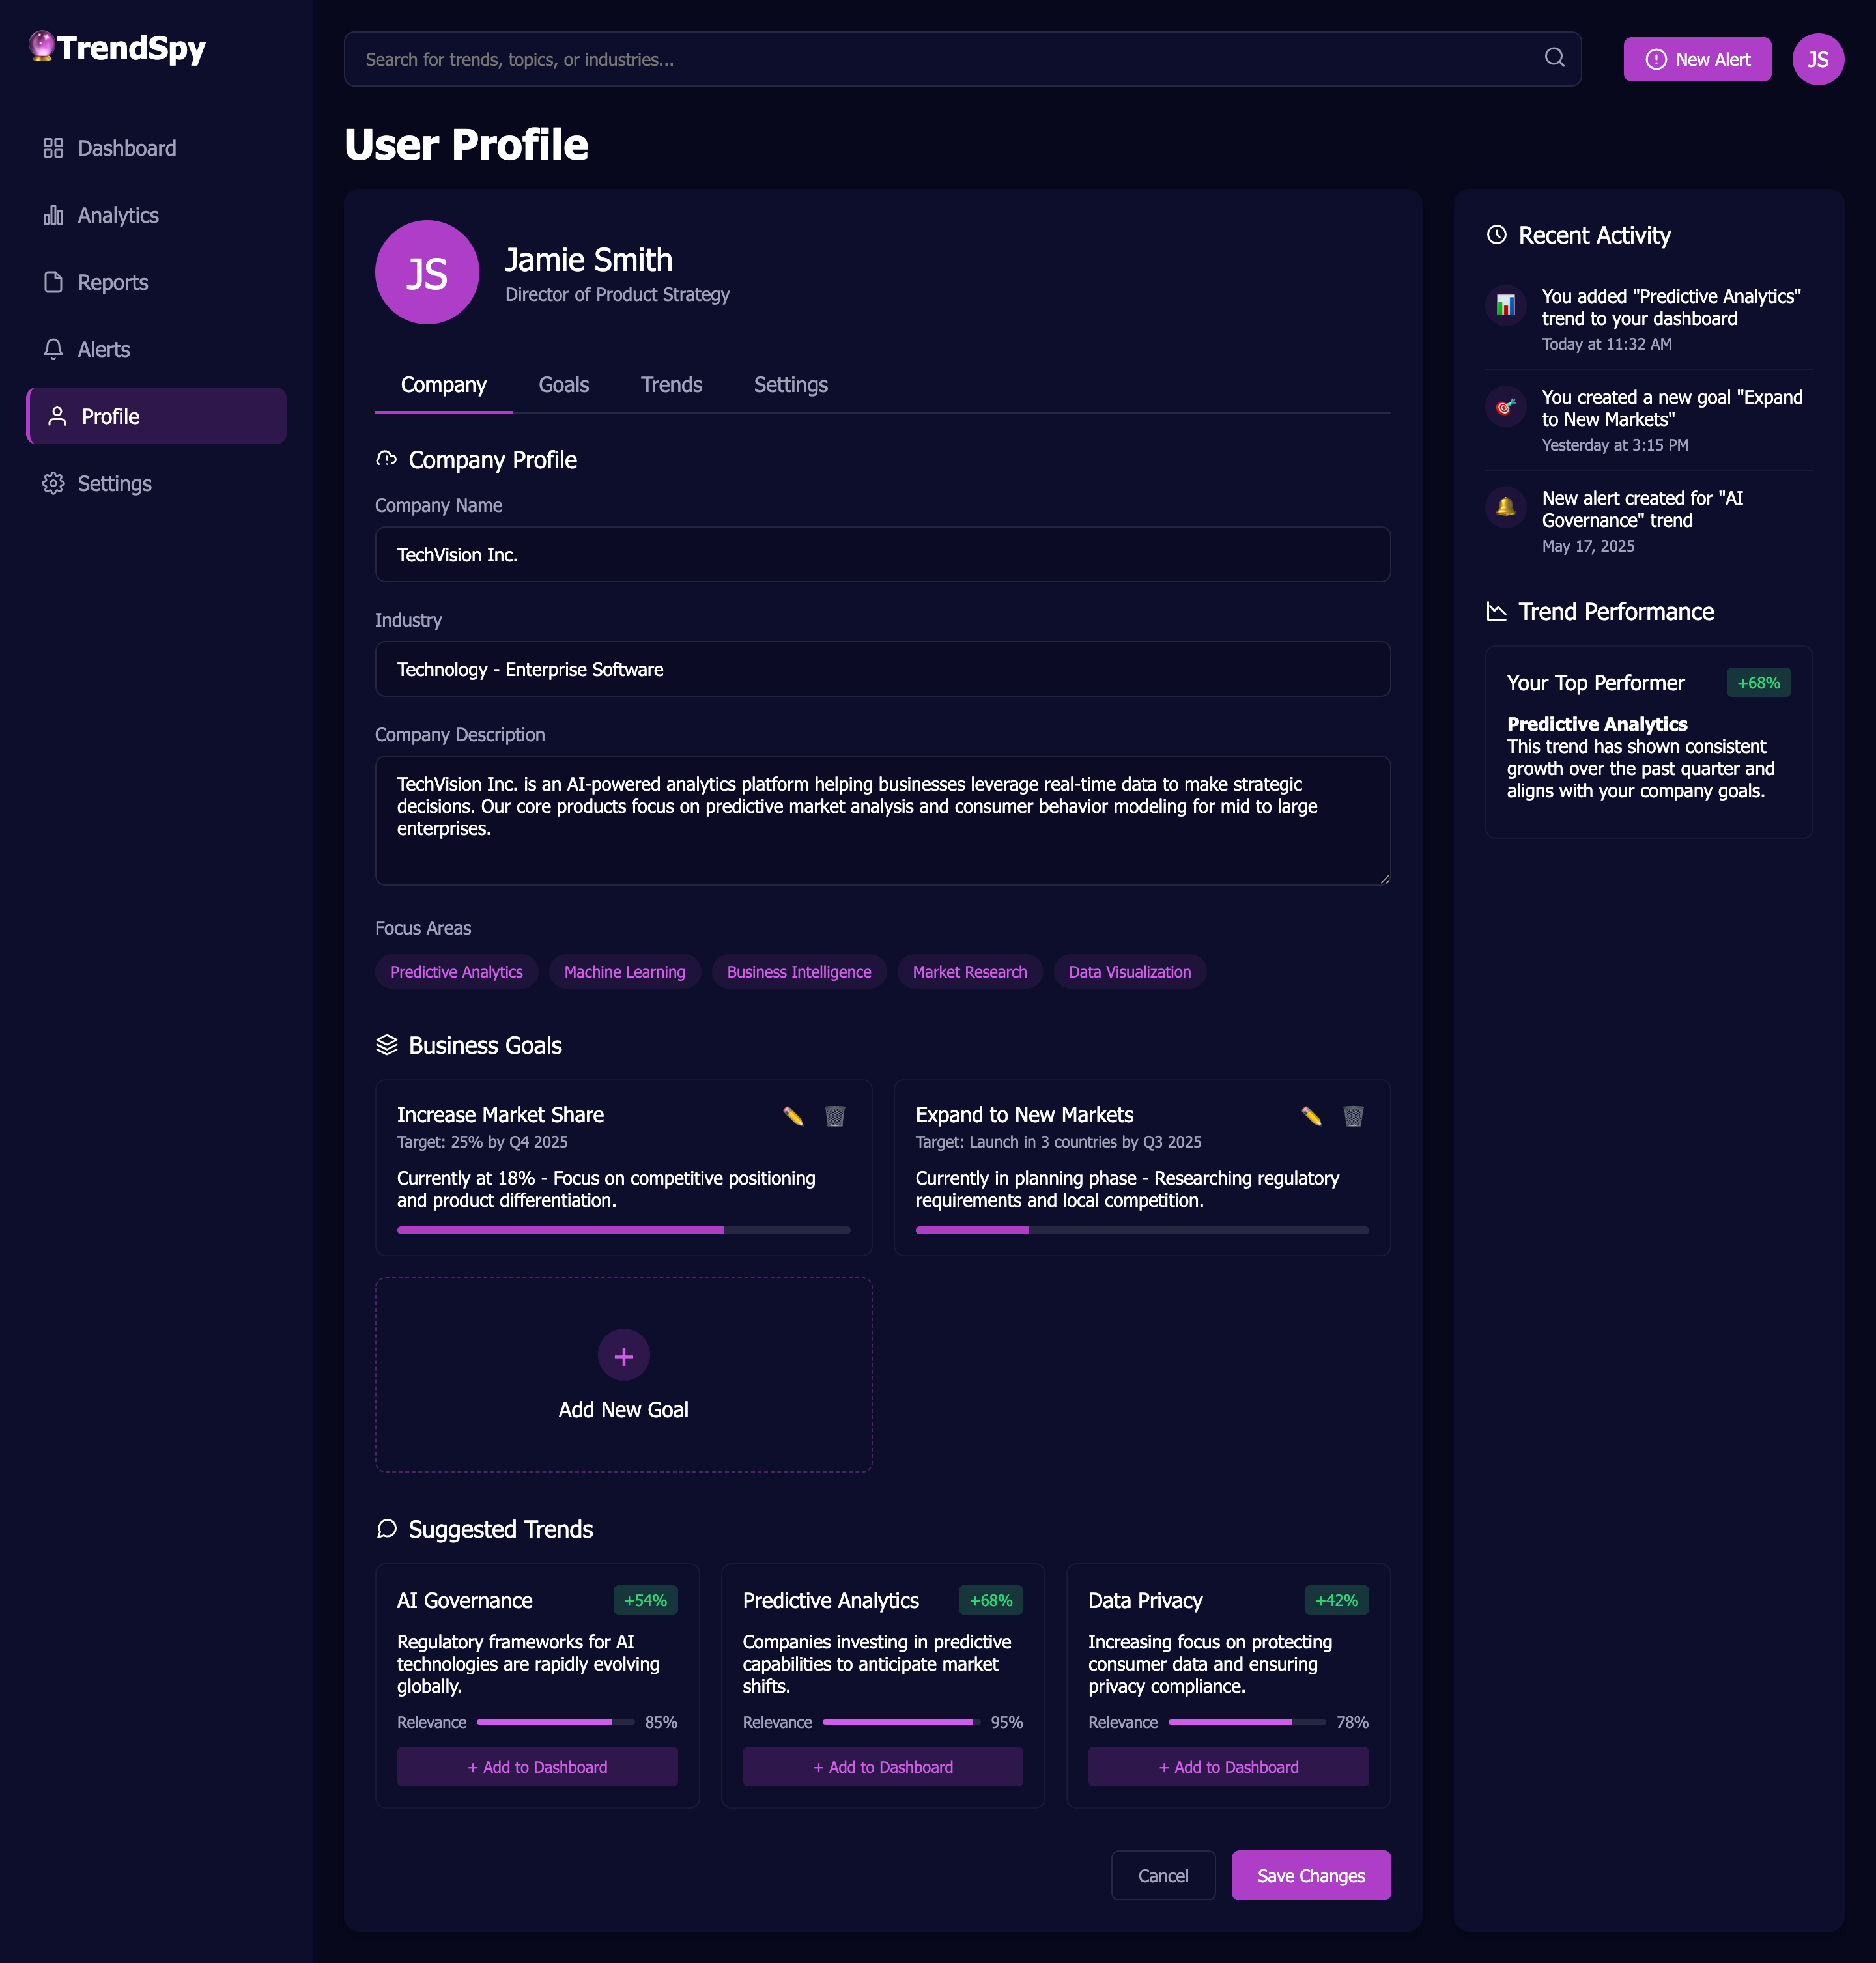 TrendSpy
Search for trends, topics, or industries...
New Alert
JS
Dashboard
Analytics
Reports
Alerts
Profile
Settings
User Profile
JS
Jamie Smith
Director of Product Strategy
Company
Goals
Trends
Settings
Company Profile
Company Name
TechVision Inc.
Industry
Technology - Enterprise Software
Company Description
TechVision Inc. is an AI-powered analytics platform helping businesses leverage real-time data to make strategic
decisions. Our core products focus on predictive market analysis and consumer behavior modeling for mid to large
enterprises.
Focus Areas
Predictive Analytics
Machine Learning
Business Intelligence
Market Research
Data Visualization
Business Goals
Increase Market Share
Target: 25% by Q4 2025
Currently at 18% - Focus on competitive positioning
and product differentiation.
Expand to New Markets
Target: Launch in 3 countries by Q3 2025
Currently in planning phase - Researching regulatory
requirements and local competition.
+
Add New Goal
Suggested Trends
AI Governance
+54%
Regulatory frameworks for AI
technologies are rapidly evolving
globally.
Relevance
85%
+ Add to Dashboard
Predictive Analytics
+68%
Companies investing in predictive
capabilities to anticipate market
shifts.
Relevance
95%
+ Add to Dashboard
Data Privacy
+42%
Increasing focus on protecting
consumer data and ensuring
privacy compliance.
Relevance
78%
+ Add to Dashboard
Cancel
Save Changes
Recent Activity
You added "Predictive Analytics"
trend to your dashboard
Today at 11:32 AM
You created a new goal "Expand
to New Markets"
Yesterday at 3:15 PM
New alert created for "AI
Governance" trend
May 17, 2025
Trend Performance
Your Top Performer
+68%
Predictive Analytics
This trend has shown consistent
growth over the past quarter and
aligns with your company goals.